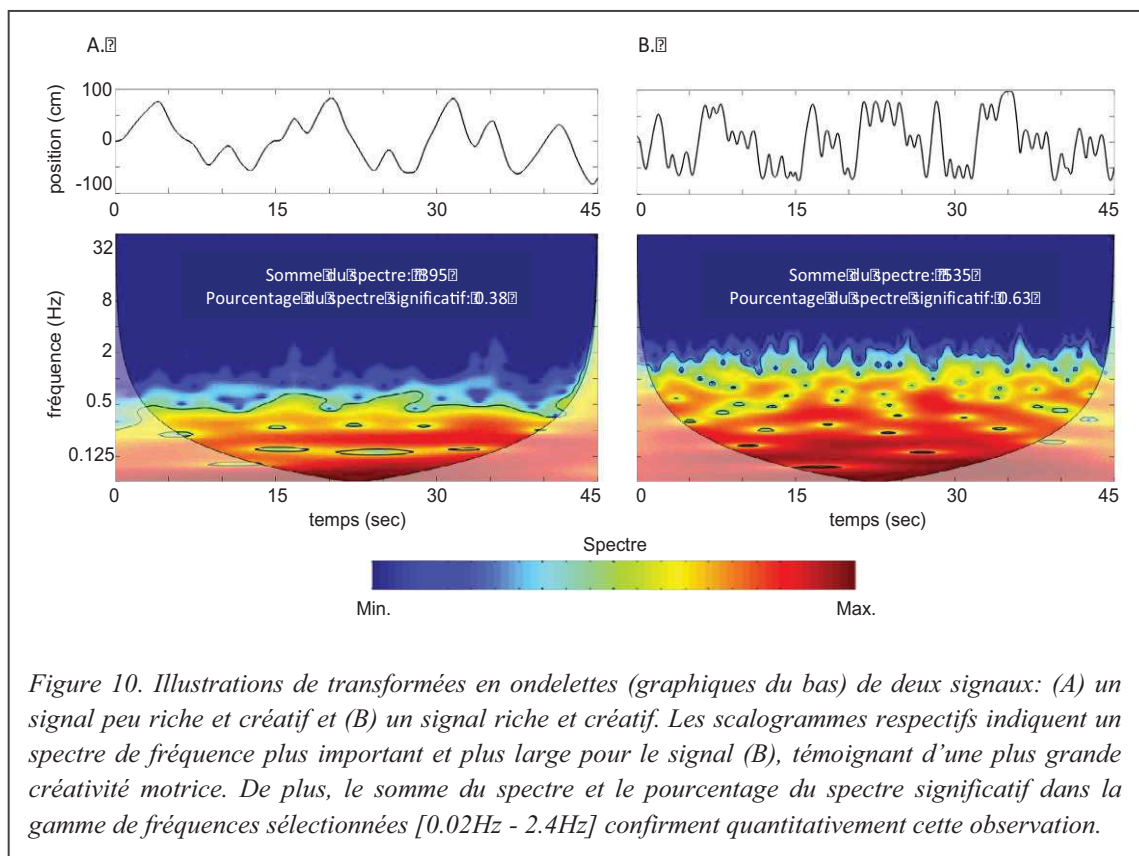 A.
B.
position (cm)
100
0
-100
0 15 30 45
0 15 30 45
fréquence (Hz)
32
8
2
0.5
0.125
Somme du spectre: 395
Pourcentage du spectre significatif: 0.38
Somme du spectre: 535
Pourcentage du spectre significatif: 0.63
0 15 30 45
0 15 30 45
temps (sec)
temps (sec)
Spectre
Min.
Max.
Figure 10. Illustrations de transformées en ondelettes (graphiques du bas) de deux signaux: (A) un
signal peu riche et créatif et (B) un signal riche et créatif. Les scalogrammes respectifs indiquent un
spectre de fréquence plus important et plus large pour le signal (B), témoignant d'une plus grande
créativité motrice. De plus, le somme du spectre et le pourcentage du spectre significatif dans la
gamme de fréquences sélectionnées [0.02Hz - 2.4Hz] confirment quantitativement cette observation.